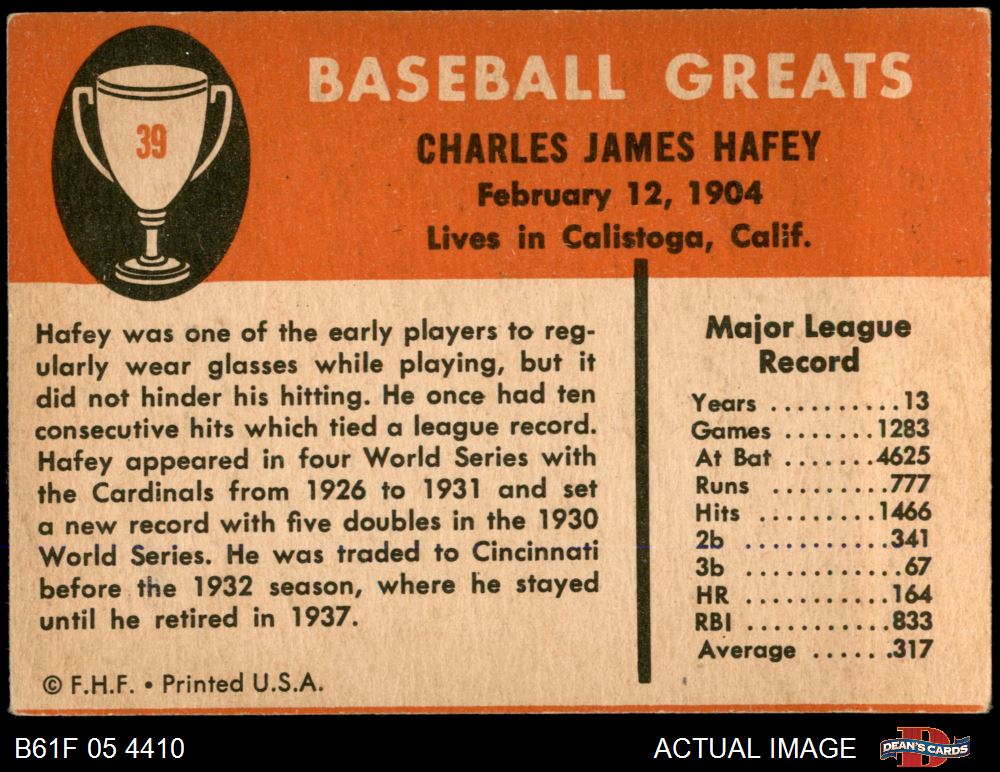 39
BASEBALL GREATS
CHARLES JAMES HAFEY
February 12, 1904
Lives in Calistoga, Calif.
Hafey was one of the early players to reg-
ularly wear glasses while playing, but it
did not hinder his hitting. He once had ten
consecutive hits which tied a league record.
Hafey appeared in four World Series with
the Cardinals from 1926 to 1931 and set
a new record with five doubles in the 1930
World Series. He was traded to Cincinnati
before the 1932 season, where he stayed
until he retired in 1937.
© F.H.F. • Printed U.S.A.
Major League
Record
Years ..........13
Games .......1283
At Bat .......4625
Runs .........777
Hits .........1466
2b ...........341
3b ............67
HR ...........164
RBI ..........833
Average ......317
B61F 05 4410
ACTUAL IMAGE
DEAN'S CARDS